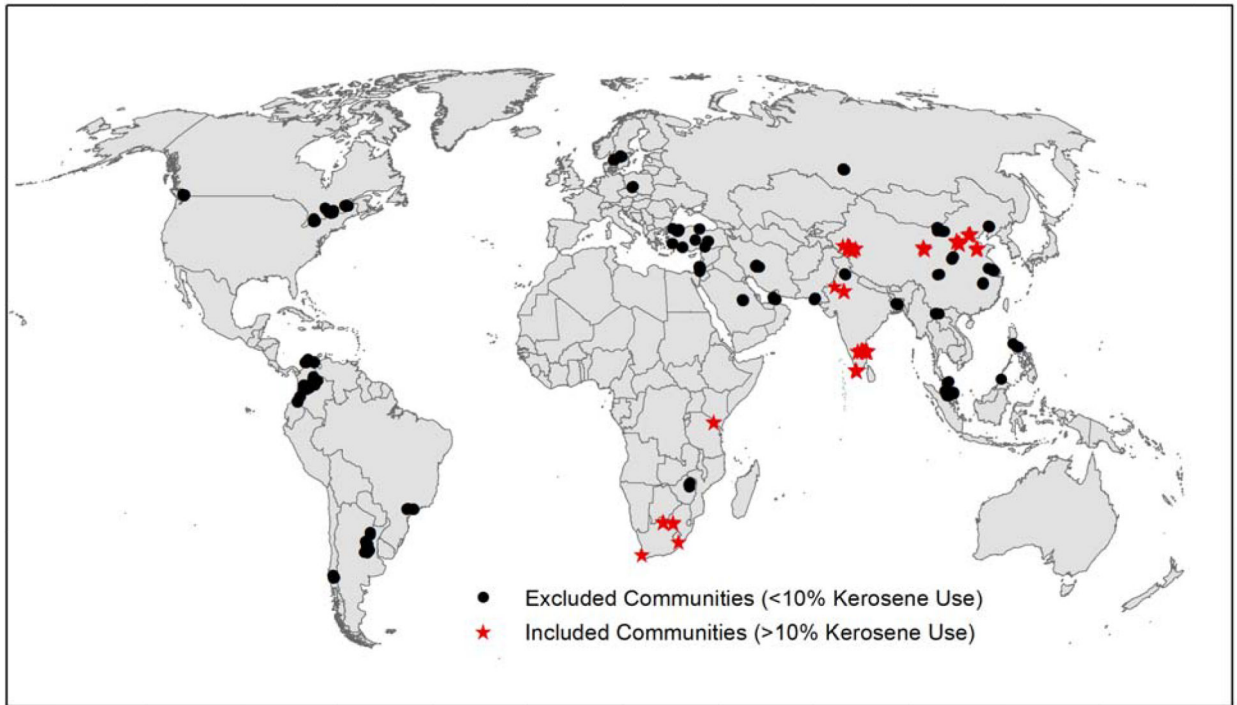 Excluded Communities (<10% Kerosene Use)
Included Communities (>10% Kerosene Use)